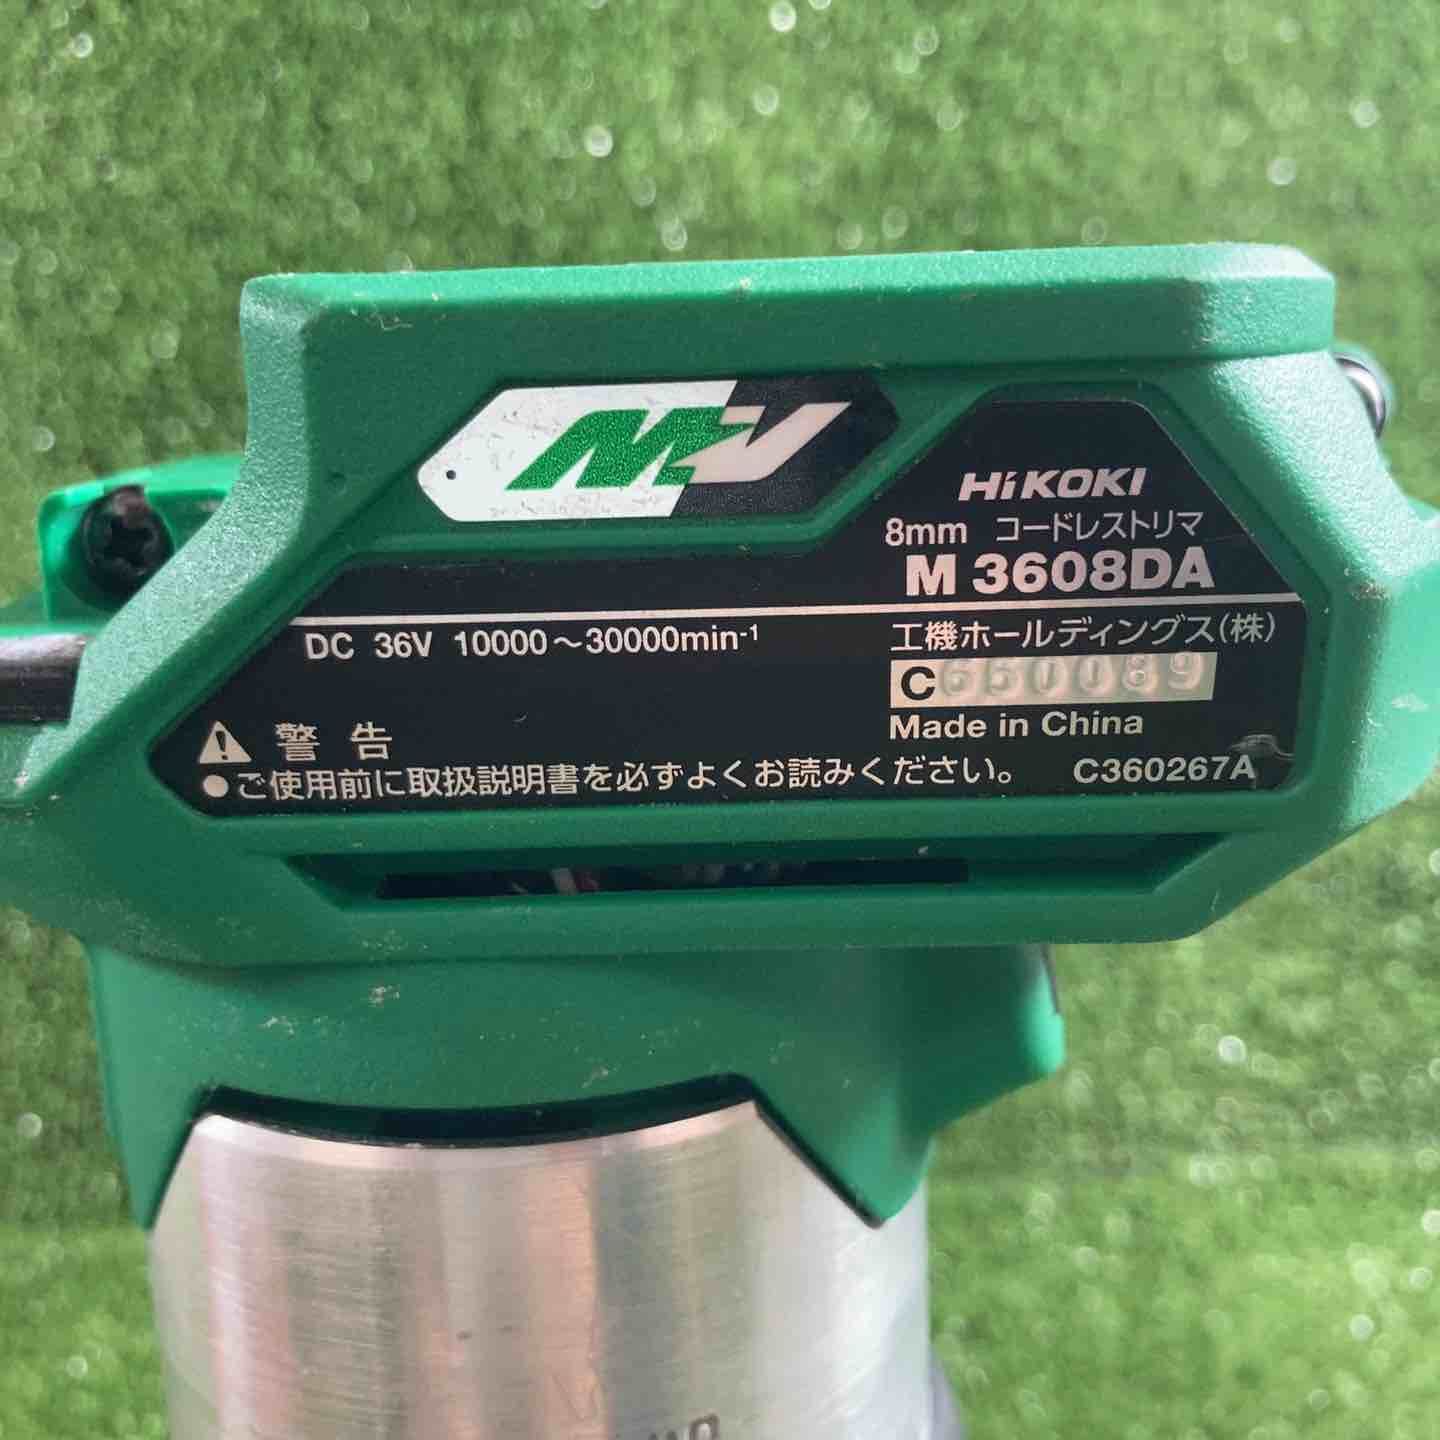 MV
HiKOKI
8mm コードレストリマ
M 3608DA
DC 36V 10000～30000min-1
工機ホールディングス(株)
C
Made in China
警告
●ご使用前に取扱説明書を必ずよくお読みください。
C360267A